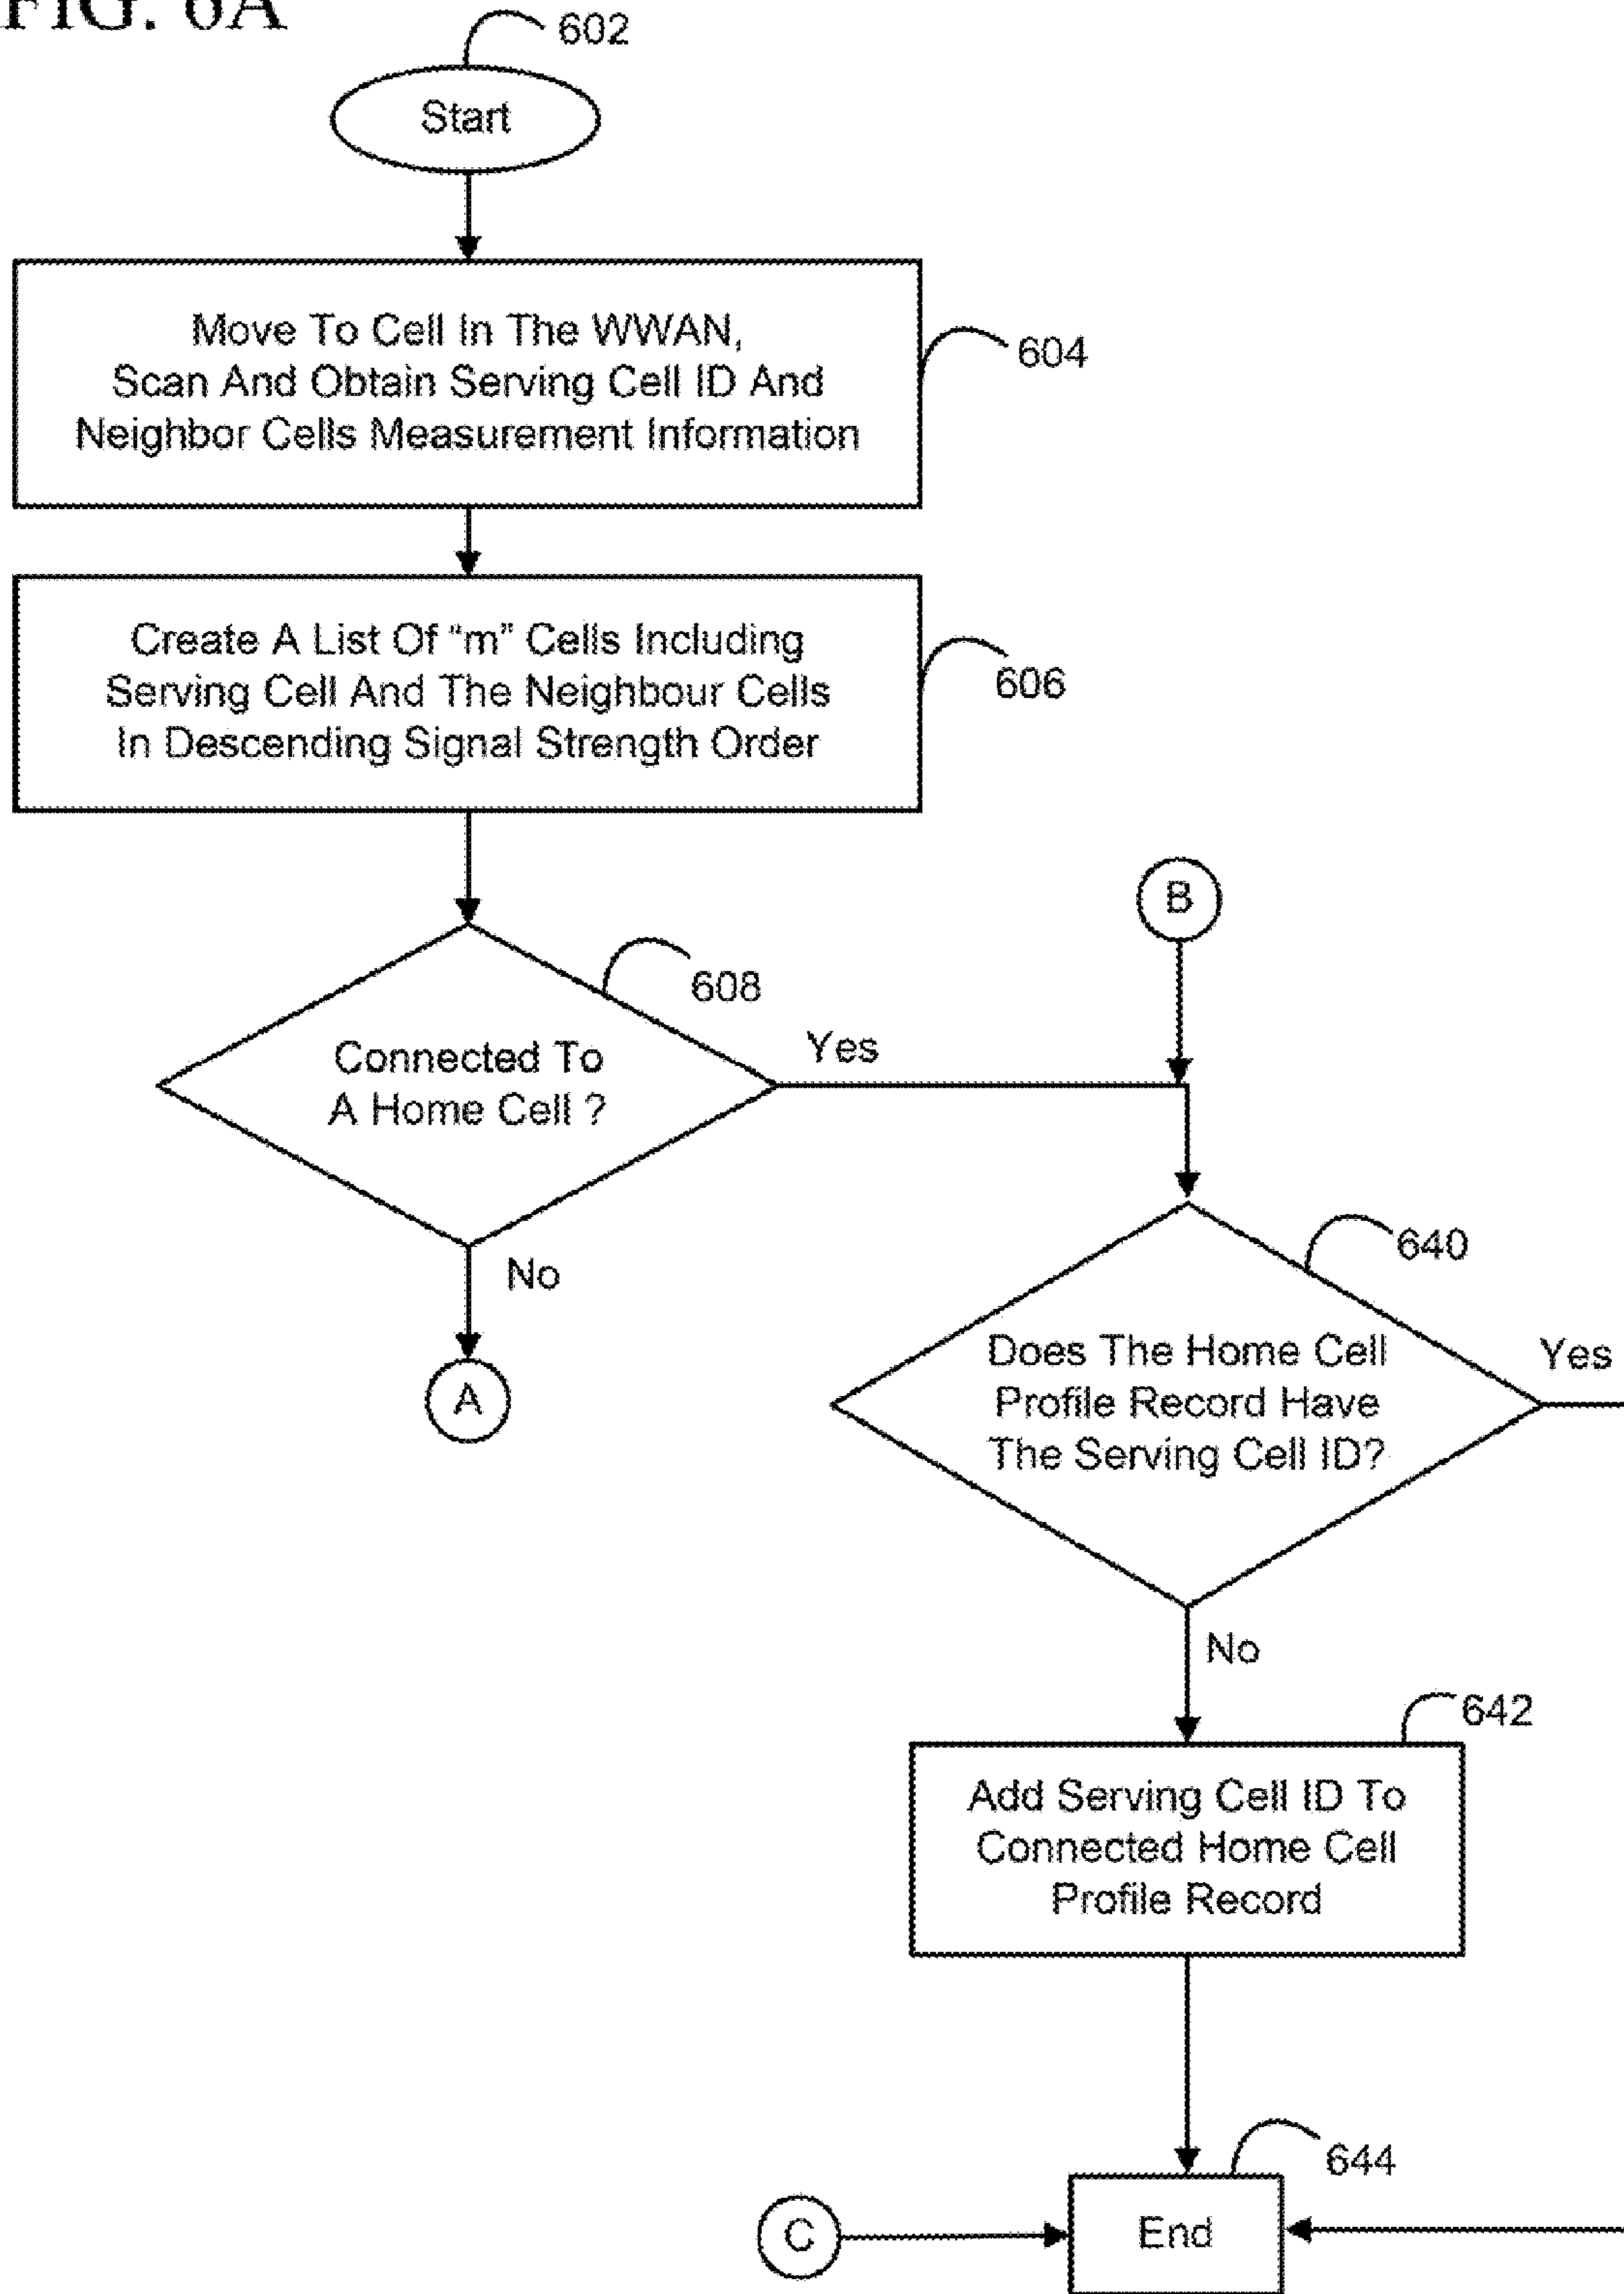 FIG. 6A
602
Start
Move To Cell In The WWAN,
Scan And Obtain Serving Cell ID And
Neighbor Cells Measurement Information
604
Create A List Of “m” Cells Including
Serving Cell And The Neighbour Cells
In Descending Signal Strength Order
606
B
608
Connected To
A Home Cell ?
Yes
No
A
640
Does The Home Cell
Profile Record Have
The Serving Cell ID?
Yes
No
642
Add Serving Cell ID To
Connected Home Cell
Profile Record
644
C
End